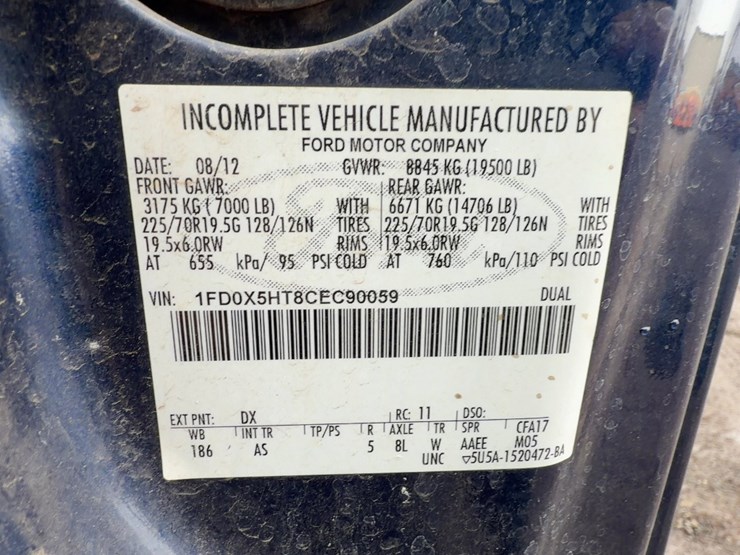 INCOMPLETE VEHICLE MANUFACTURED BY
FORD MOTOR COMPANY
DATE: 08/12 GVWR: 8845 KG (19500 LB)
FRONT GAWR: REAR GAWR:
3175 KG ( 7000 LB) WITH 6671 KG (14706 LB) WITH
225/70R19.5G 128/126N TIRES 225/70R19.5G 128/126N TIRES
19.5x6.0RW RIMS 19.5x6.0RW RIMS
AT 655 kPa/ 95 PSI COLD AT 760 kPa/110 PSI COLD
VIN: 1FD0X5HT8CEC90059 DUAL
EXT PNT: DX RC: 11 DSO:
WB INT TR TP/PS R AXLE TR SPR CFA17
186 AS 5 8L W AAEE M05
UNC ▽5U5A-1520472-BA